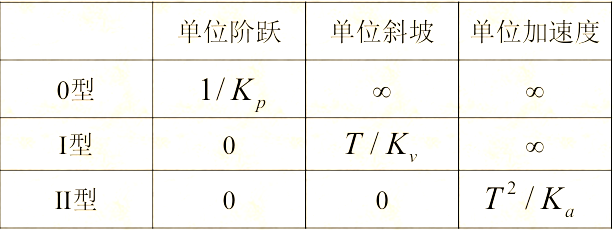 单位阶跃 单位斜坡 单位加速度
0型 1/K_p ∞ ∞
I型 0 T/K_v ∞
II型 0 0 T^2/K_a